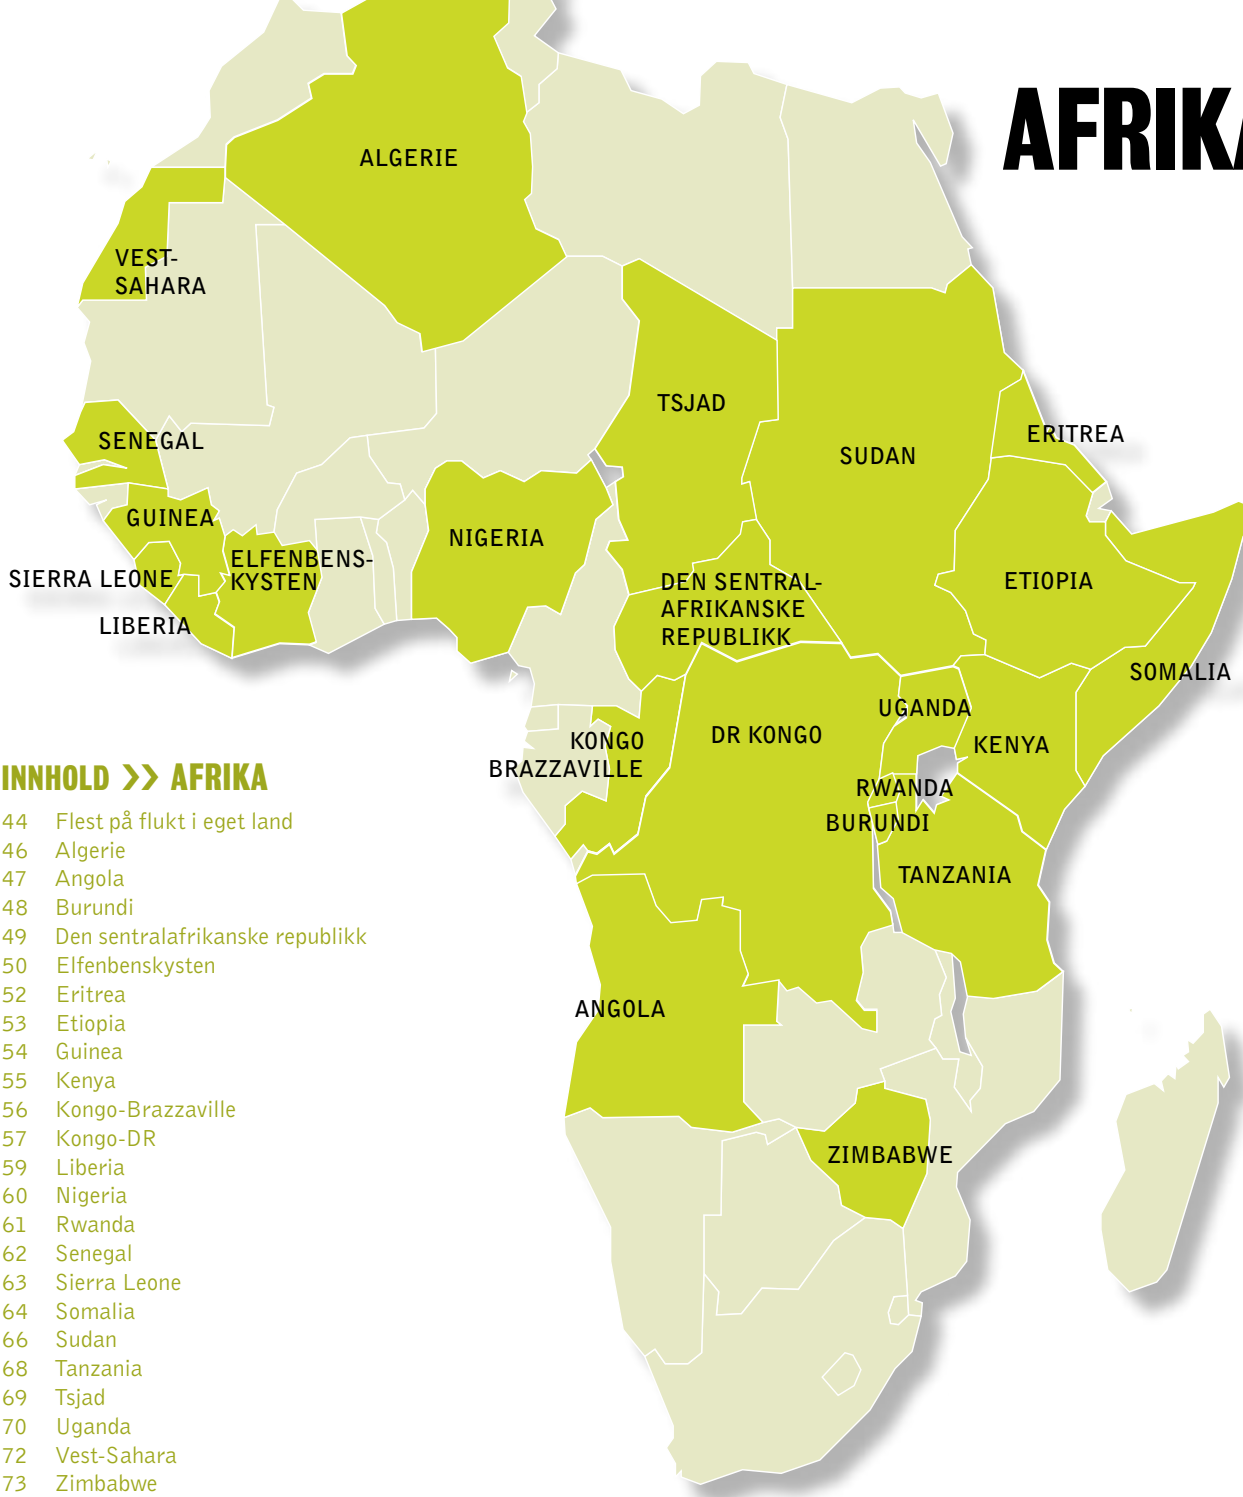 AFRIKA
ALGERIE
VEST-
SAHARA
TSJAD
SENEGAL
SUDAN
ERITREA
GUINEA
NIGERIA
ELFENBENS-
KYSTEN
SIERRA LEONE
LIBERIA
DEN SENTRAL-
AFRIKANSKE
REPUBLIKK
ETIOPIA
SOMALIA
UGANDA
DR KONGO
KENYA
KONGO
BRAZZAVILLE
RWANDA
BURUNDI
TANZANIA
ANGOLA
ZIMBABWE
INNHOLD >> AFRIKA
44 Flest på flukt i eget land
46 Algerie
47 Angola
48 Burundi
49 Den sentralafrikanske republikk
50 Elfenbenskysten
52 Eritrea
53 Etiopia
54 Guinea
55 Kenya
56 Kongo-Brazzaville
57 Kongo-DR
59 Liberia
60 Nigeria
61 Rwanda
62 Senegal
63 Sierra Leone
64 Somalia
66 Sudan
68 Tanzania
69 Tsjad
70 Uganda
72 Vest-Sahara
73 Zimbabwe